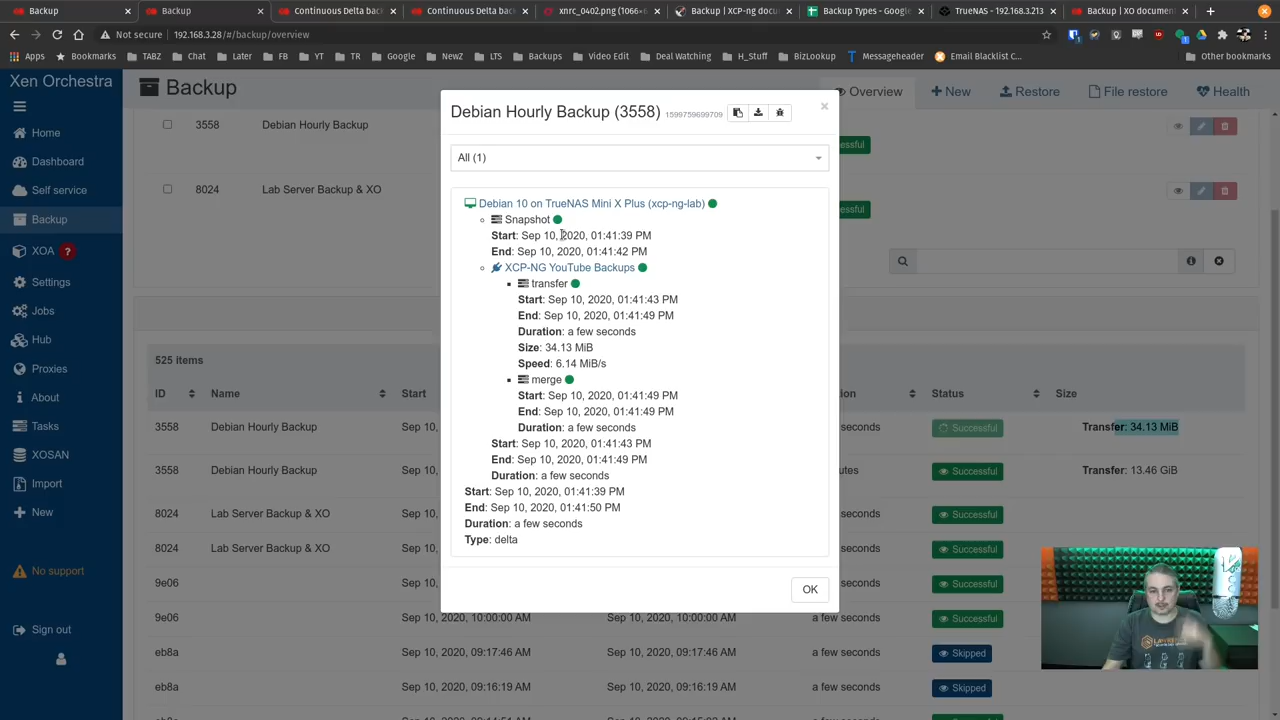 Backup
Backup
Continuous Delta back
Continuous Delta back
xnrc_o402.png (1066×6
Backup | XCP-ng docu
Backup Types - Google
TrueNAS - 192.168.3.213
Backup | XO document
Not secure | 192.168.3.28/#/backup/overview
Apps
Bookmarks
TABZ
Chat
Later
FB
YT
TR
Google
NewZ
LTS
Backups
Video Edit
Deal Watching
H_Stuff
BizLookup
Messageheader
Email Blacklist C...
Other bookmarks
Xen Orchestra
Home
Dashboard
Self service
Backup
XOA ?
Settings
Jobs
Hub
Proxies
About
Tasks
XOSAN
Import
New
No support
Sign out
Backup
Overview
New
Restore
File restore
Health
3558 Debian Hourly Backup
8024 Lab Server Backup & XO
525 items
ID Name Start Status Size
3558 Debian Hourly Backup Successful Transfer: 34.13 MiB
3558 Debian Hourly Backup Successful Transfer: 13.46 GiB
8024 Lab Server Backup & XO Successful
8024 Lab Server Backup & XO Successful
9e06 Successful
9e06 Sep 10, 2020, 10:00:00 AM Sep 10, 2020, 10:00:00 AM a few seconds Successful
eb8a Sep 10, 2020, 09:17:46 AM Sep 10, 2020, 09:17:46 AM a few seconds Skipped
eb8a Sep 10, 2020, 09:16:19 AM Sep 10, 2020, 09:16:19 AM a few seconds Skipped
Debian Hourly Backup (3558) 1599759699709
All (1)
Debian 10 on TrueNAS Mini X Plus (xcp-ng-lab)
Snapshot
Start: Sep 10, 2020, 01:41:39 PM
End: Sep 10, 2020, 01:41:42 PM
XCP-NG YouTube Backups
transfer
Start: Sep 10, 2020, 01:41:43 PM
End: Sep 10, 2020, 01:41:49 PM
Duration: a few seconds
Size: 34.13 MiB
Speed: 6.14 MiB/s
merge
Start: Sep 10, 2020, 01:41:49 PM
End: Sep 10, 2020, 01:41:49 PM
Duration: a few seconds
Start: Sep 10, 2020, 01:41:43 PM
End: Sep 10, 2020, 01:41:49 PM
Duration: a few seconds
Start: Sep 10, 2020, 01:41:39 PM
End: Sep 10, 2020, 01:41:50 PM
Duration: a few seconds
Type: delta
OK